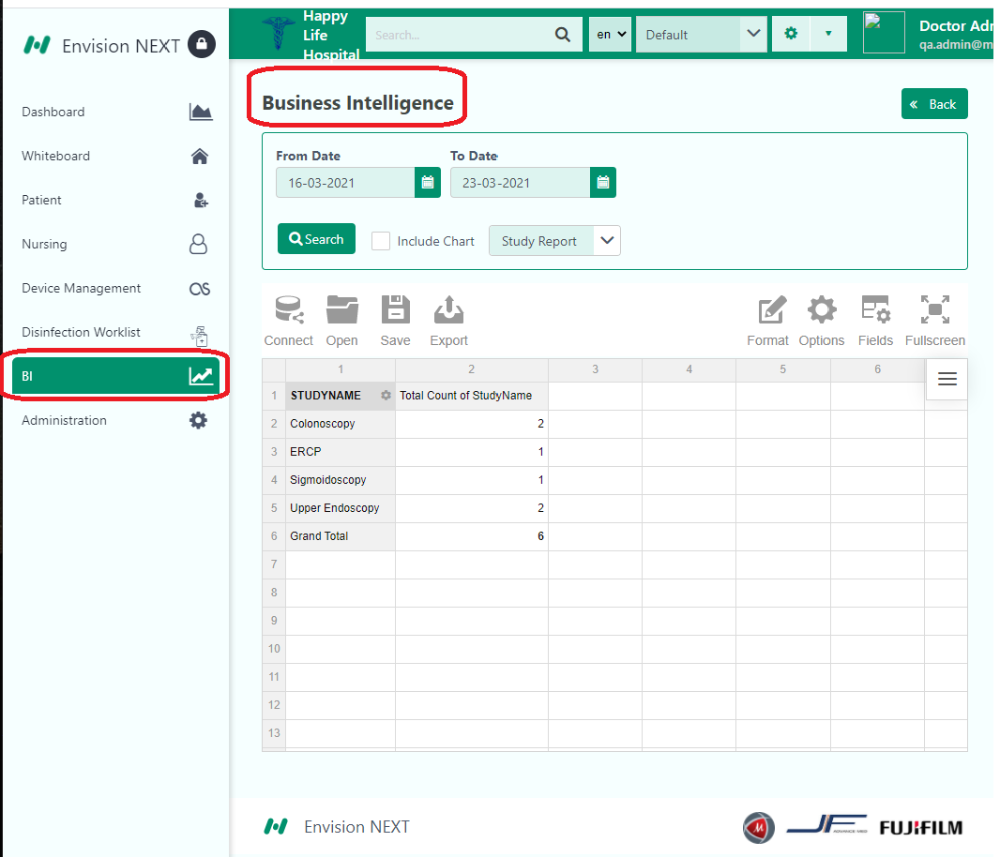 Envision NEXT
Happy
Life
Hospital
Search...
en
Default
Doctor Adr
qa.admin@m
Dashboard
Whiteboard
Patient
Nursing
Device Management
Disinfection Worklist
BI
Administration
Business Intelligence
Back
From Date
To Date
16-03-2021
23-03-2021
Search
Include Chart
Study Report
Connect
Open
Save
Export
Format
Options
Fields
Fullscreen
1 2 3 4 5 6
1 STUDYNAME Total Count of StudyName
2 Colonoscopy 2
3 ERCP 1
4 Sigmoidoscopy 1
5 Upper Endoscopy 2
6 Grand Total 6
7
8
9
10
11
12
13
Envision NEXT
M
JF
ADVANCE MED
FUJIFILM